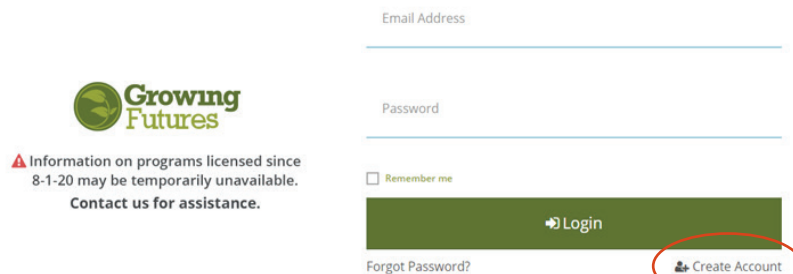 Growing
Futures
Information on programs licensed since
8-1-20 may be temporarily unavailable.
Contact us for assistance.
Email Address
Password
Remember me
Login
Forgot Password?
Create Account